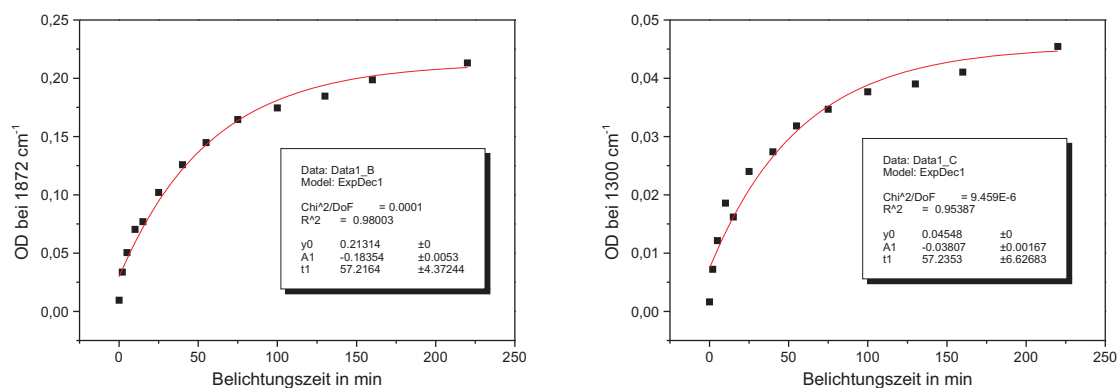 0,25
0,20
0,15
0,10
0,05
0,00
OD bei 1872 cm-1
Data: Data1_B
Model: ExpDec1
Chi^2/DoF = 0.0001
R^2 = 0.98003
y0 0.21314 ±0
A1 -0.18354 ±0.0053
t1 57.2164 ±4.37244
0 50 100 150 200 250
Belichtungszeit in min
0,05
0,04
0,03
0,02
0,01
0,00
OD bei 1300 cm-1
Data: Data1_C
Model: ExpDec1
Chi^2/DoF = 9.459E-6
R^2 = 0.95387
y0 0.04548 ±0
A1 -0.03807 ±0.00167
t1 57.2353 ±6.62683
0 50 100 150 200 250
Belichtungszeit in min